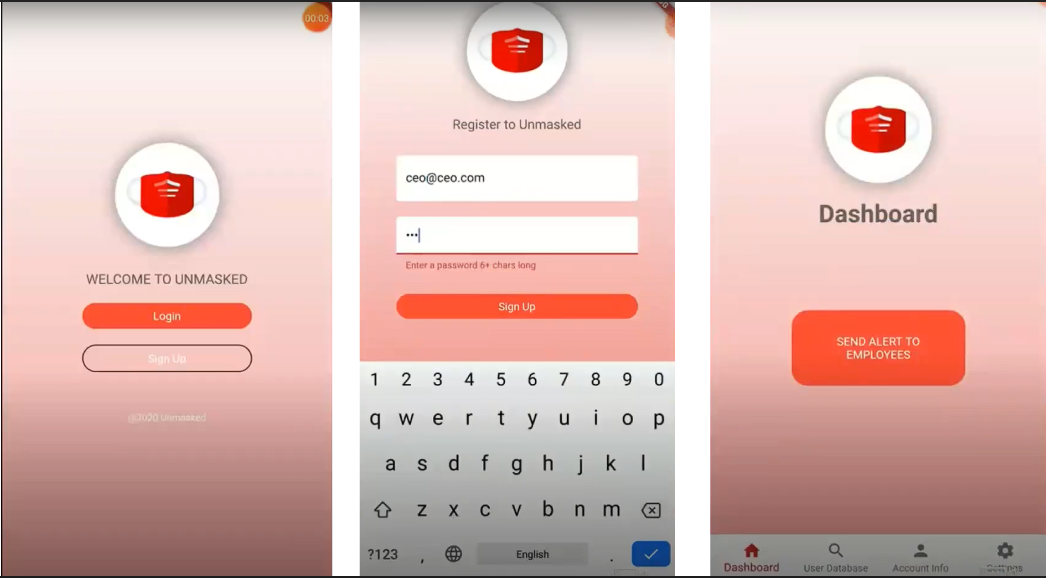 00:03
WELCOME TO UNMASKED
Login
Sign Up
@2020 Unmasked
Register to Unmasked
ceo@ceo.com
•••
Enter a password 6+ chars long
Sign Up
1 2 3 4 5 6 7 8 9 0
q w e r t y u i o p
a s d f g h j k l
z x c v b n m
?123 , English .
Dashboard
SEND ALERT TO
EMPLOYEES
Dashboard User Database Account Info Settings